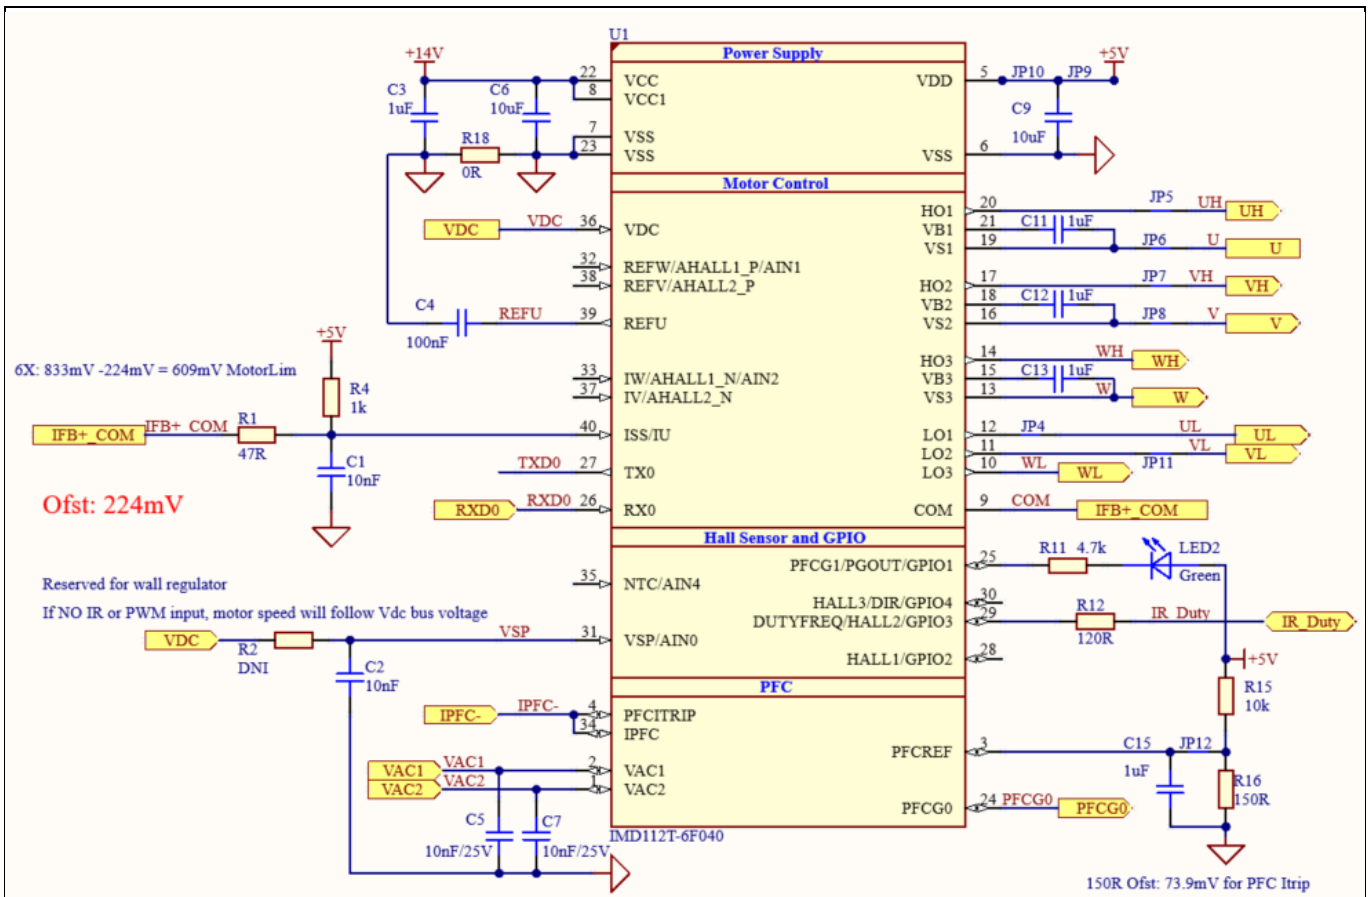 U1
Power Supply
+14V
+5V
22 VCC
8 VCC1
7 VSS
23 VSS
VDD 5 JP10 JP9
VSS 6
C3
1uF
C6
10uF
R18
0R
C9
10uF
Motor Control
VDC VDC 36 VDC
32 REFW/AHALL1_P/AIN1
38 REFV/AHALL2_P
C4
100nF
REFU 39 REFU
+5V
6X: 833mV -224mV = 609mV MotorLim
R4
1k
33 IW/AHALL1_N/AIN2
37 IV/AHALL2_N
IFB+_COM IFB+_COM R1
47R
40 ISS/IU
C1
10nF
TXD0 27 TX0
RXD0 RXD0 26 RX0
Ofst: 224mV
HO1 20 JP5 UH UH
VB1 21 C11 1uF
VS1 19 JP6 U U
HO2 17 JP7 VH VH
VB2 18 C12 1uF
VS2 16 JP8 V V
HO3 14 WH WH
VB3 15 C13 1uF
VS3 13 W W
LO1 12 JP4 UL UL
LO2 11 JP11 VL VL
LO3 10 WL WL
COM 9 COM IFB+_COM
Hall Sensor and GPIO
Reserved for wall regulator
If NO IR or PWM input, motor speed will follow Vdc bus voltage
35 NTC/AIN4
VDC R2
DNI
VSP 31 VSP/AIN0
C2
10nF
PFCG1/PGOUT/GPIO1 25 R11 4.7k LED2
Green
HALL3/DIR/GPIO4 30
DUTYFREQ/HALL2/GPIO3 29 R12
120R
IR_Duty IR_Duty
HALL1/GPIO2 28
+5V
R15
10k
PFC
IPFC- IPFC- 4 PFCITRIP
34 IPFC
VAC1 VAC1 2 VAC1
VAC2 VAC2 1 VAC2
C5
10nF/25V
C7
10nF/25V
PFCREF 3 C15 JP12
1uF
R16
150R
PFCG0 24 PFCG0 PFCG0
IMD112T-6F040
150R Ofst: 73.9mV for PFC Itrip